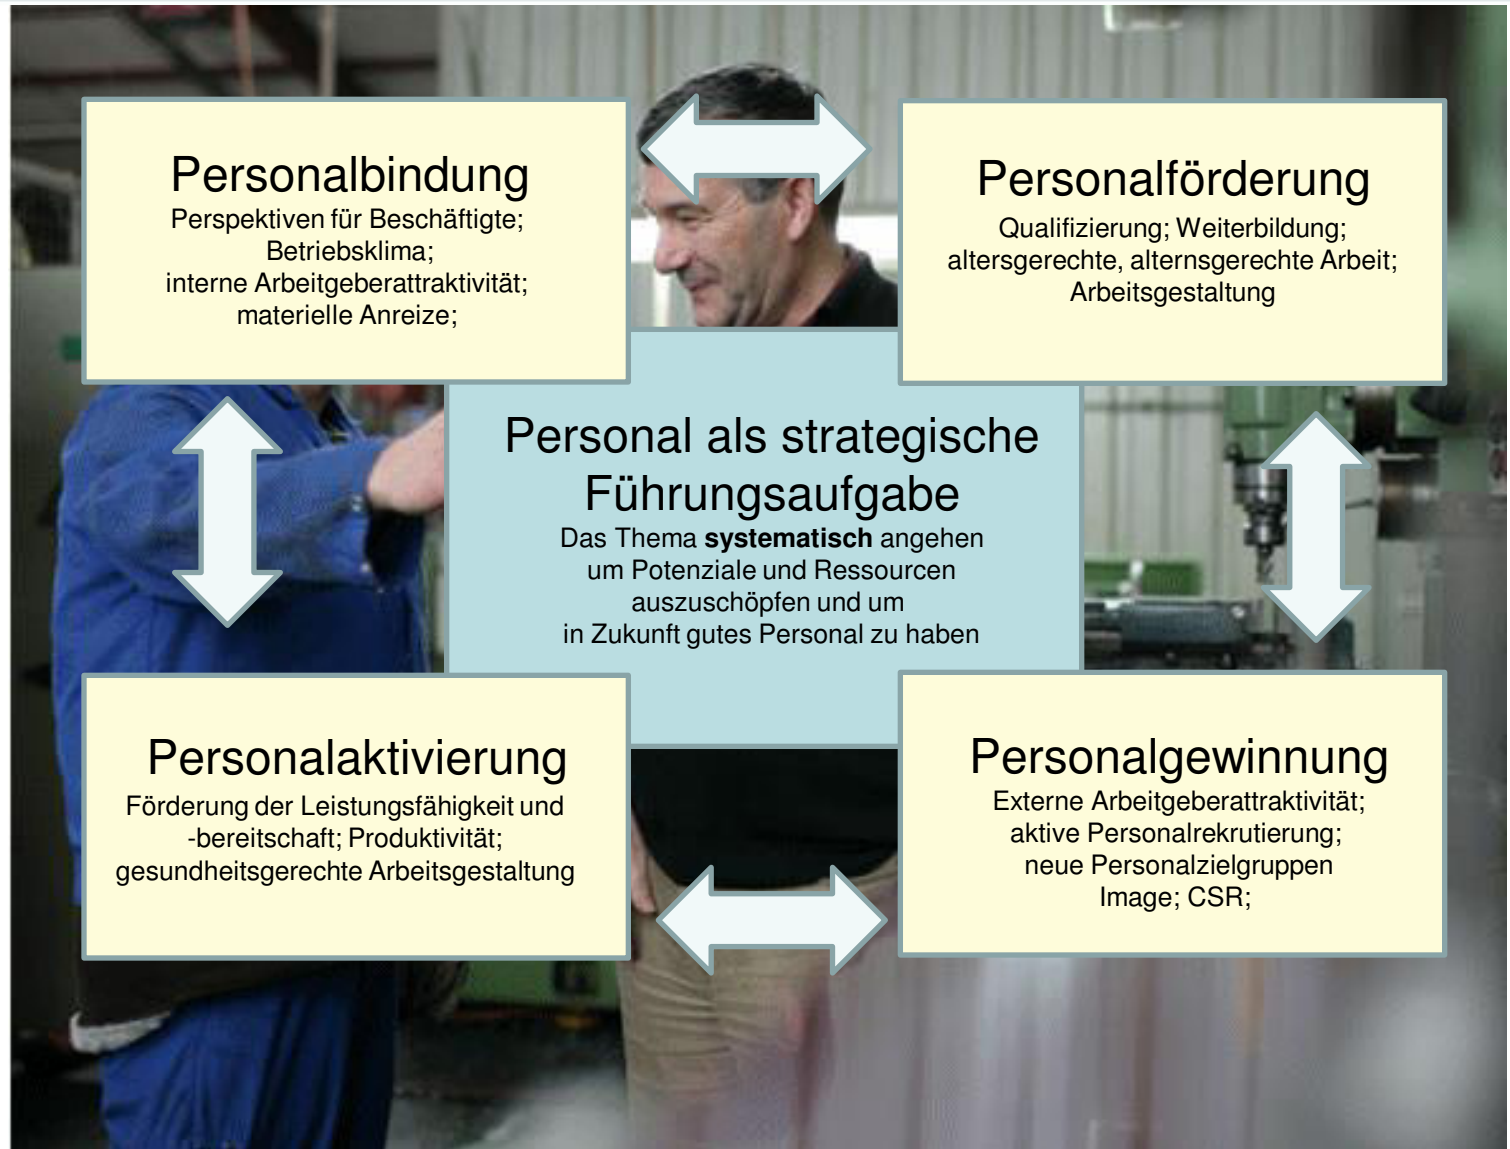 Personalbindung
Perspektiven für Beschäftigte;
Betriebsklima;
interne Arbeitgeberattraktivität;
materielle Anreize;
Personalförderung
Qualifizierung; Weiterbildung;
altersgerechte, alternsgerechte Arbeit;
Arbeitsgestaltung
Personal als strategische
Führungsaufgabe
Das Thema systematisch angehen
um Potenziale und Ressourcen
auszuschöpfen und um
in Zukunft gutes Personal zu haben
Personalaktivierung
Förderung der Leistungsfähigkeit und
-bereitschaft; Produktivität;
gesundheitsgerechte Arbeitsgestaltung
Personalgewinnung
Externe Arbeitgeberattraktivität;
aktive Personalrekrutierung;
neue Personalzielgruppen
Image; CSR;